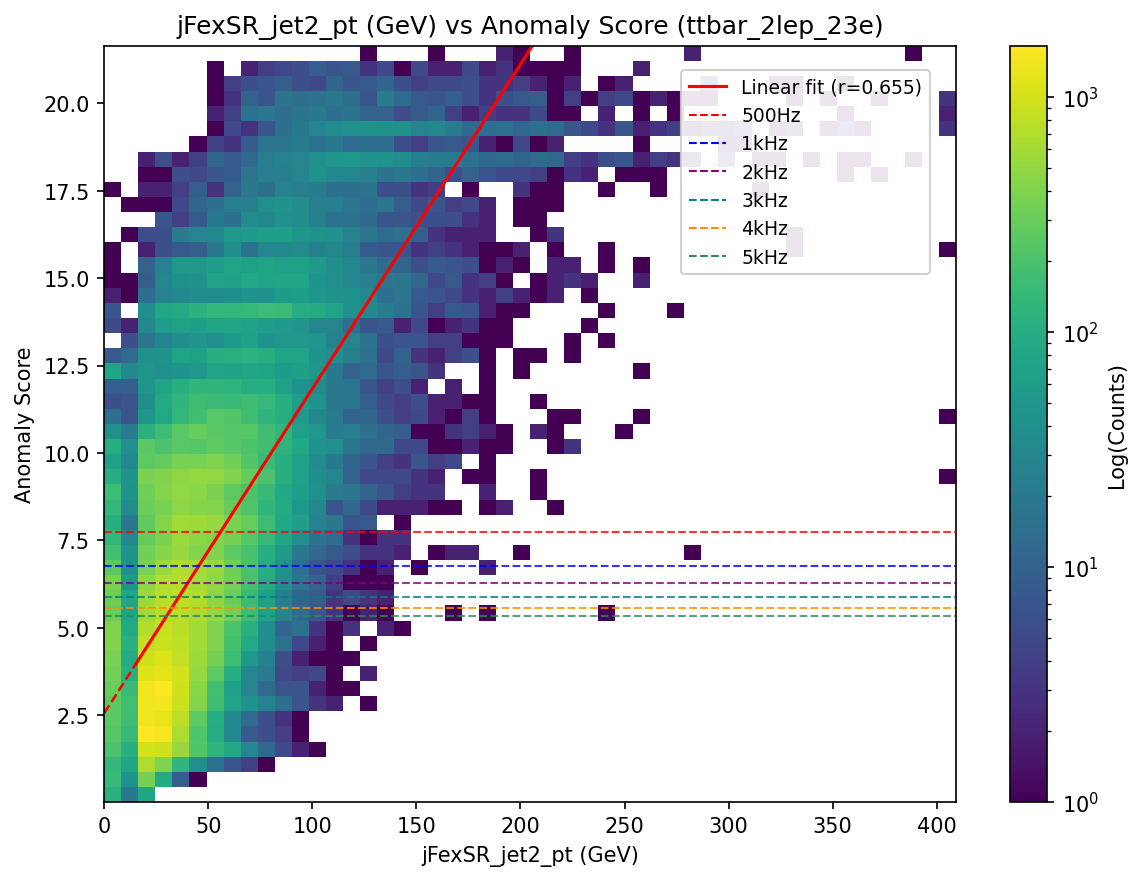 jFexSR_jet2_pt (GeV) vs Anomaly Score (ttbar_2lep_23e)
Linear fit (r=0.655)
500Hz
1kHz
2kHz
3kHz
4kHz
5kHz
20.0
17.5
15.0
12.5
10.0
7.5
5.0
2.5
Anomaly Score
0
50
100
150
200
250
300
350
400
jFexSR_jet2_pt (GeV)
10³
10²
10¹
10⁰
Log(Counts)